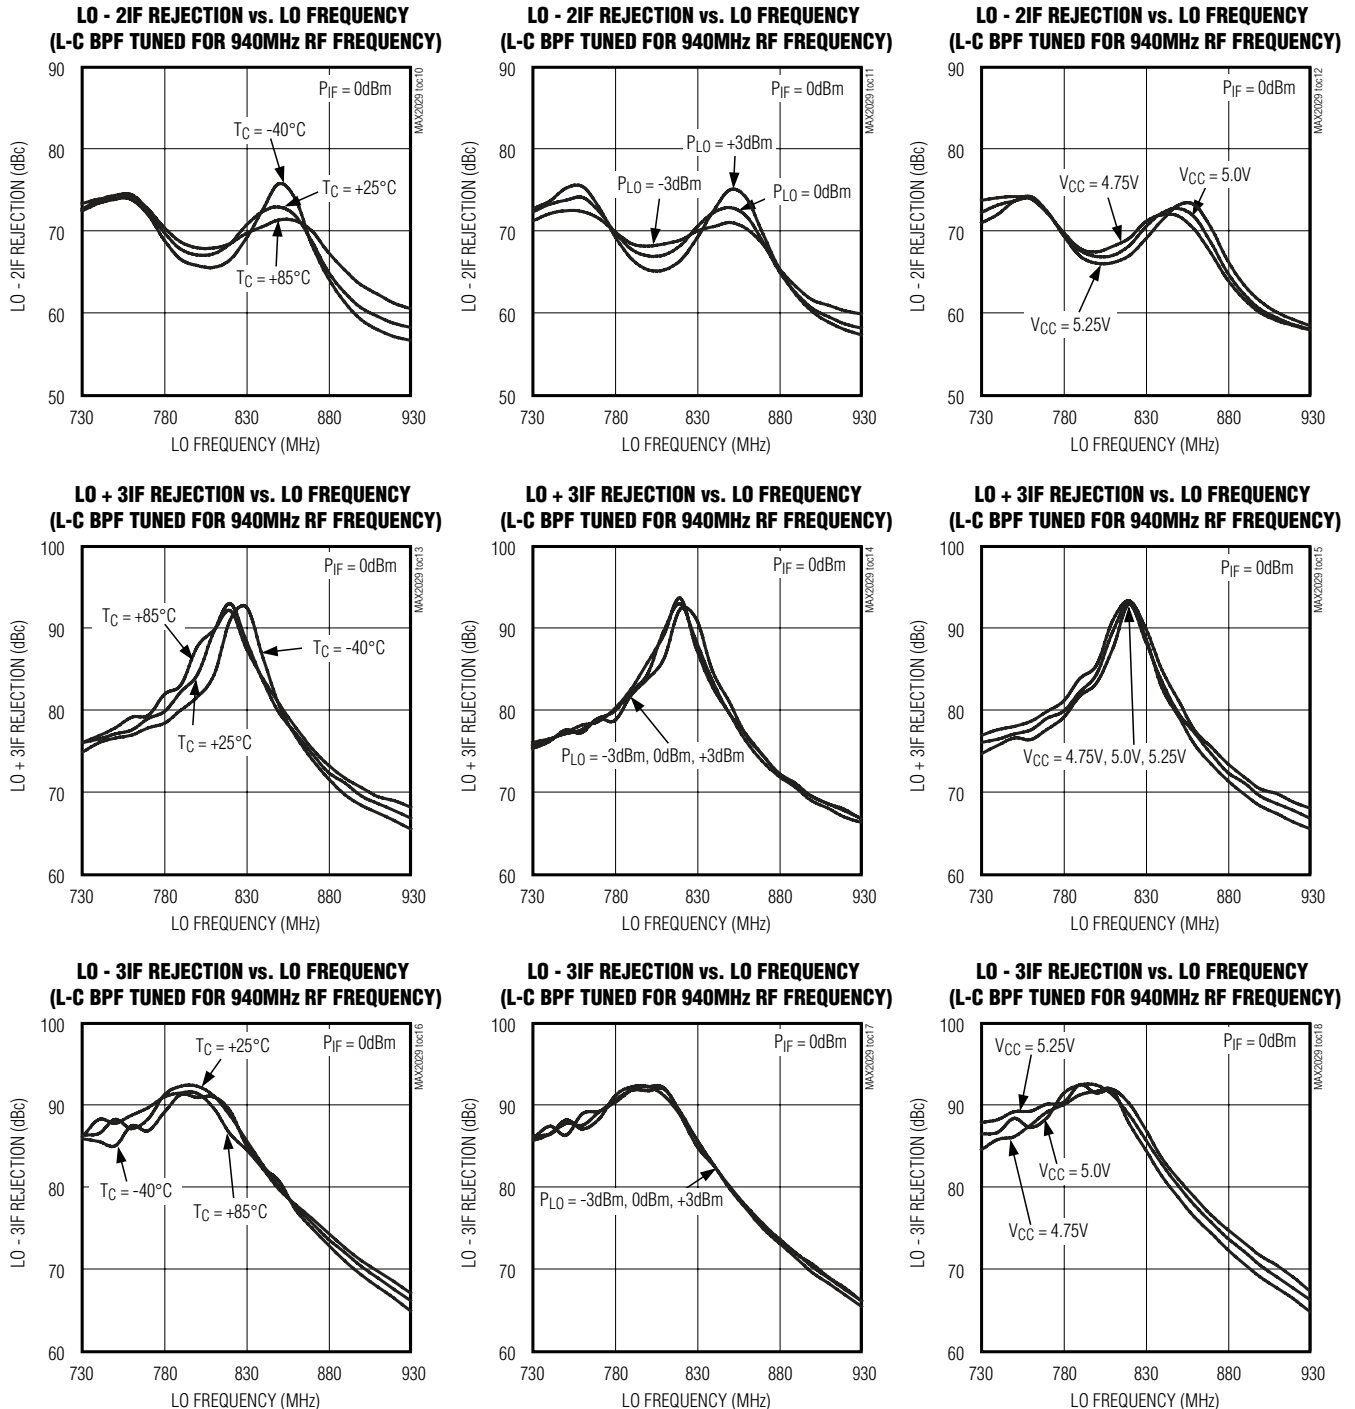 LO - 2IF REJECTION vs. LO FREQUENCY
(L-C BPF TUNED FOR 940MHz RF FREQUENCY)
90
80
70
60
50
LO - 2IF REJECTION (dBc)
PIF = 0dBm
TC = -40°C
TC = +25°C
TC = +85°C
MAX2029 toc10
730 780 830 880 930
LO FREQUENCY (MHz)
LO - 2IF REJECTION vs. LO FREQUENCY
(L-C BPF TUNED FOR 940MHz RF FREQUENCY)
90
80
70
60
50
LO - 2IF REJECTION (dBc)
PIF = 0dBm
PLO = +3dBm
PLO = -3dBm
PLO = 0dBm
MAX2029 toc11
730 780 830 880 930
LO FREQUENCY (MHz)
LO - 2IF REJECTION vs. LO FREQUENCY
(L-C BPF TUNED FOR 940MHz RF FREQUENCY)
90
80
70
60
50
LO - 2IF REJECTION (dBc)
PIF = 0dBm
VCC = 4.75V
VCC = 5.0V
VCC = 5.25V
MAX2029 toc12
730 780 830 880 930
LO FREQUENCY (MHz)
LO + 3IF REJECTION vs. LO FREQUENCY
(L-C BPF TUNED FOR 940MHz RF FREQUENCY)
100
90
80
70
60
LO + 3IF REJECTION (dBc)
PIF = 0dBm
TC = +85°C
TC = -40°C
TC = +25°C
MAX2029 toc13
730 780 830 880 930
LO FREQUENCY (MHz)
LO + 3IF REJECTION vs. LO FREQUENCY
(L-C BPF TUNED FOR 940MHz RF FREQUENCY)
100
90
80
70
60
LO + 3IF REJECTION (dBc)
PIF = 0dBm
PLO = -3dBm, 0dBm, +3dBm
MAX2029 toc14
730 780 830 880 930
LO FREQUENCY (MHz)
LO + 3IF REJECTION vs. LO FREQUENCY
(L-C BPF TUNED FOR 940MHz RF FREQUENCY)
100
90
80
70
60
LO + 3IF REJECTION (dBc)
PIF = 0dBm
VCC = 4.75V, 5.0V, 5.25V
MAX2029 toc15
730 780 830 880 930
LO FREQUENCY (MHz)
LO - 3IF REJECTION vs. LO FREQUENCY
(L-C BPF TUNED FOR 940MHz RF FREQUENCY)
100
90
80
70
60
LO - 3IF REJECTION (dBc)
TC = +25°C
PIF = 0dBm
TC = -40°C
TC = +85°C
MAX2029 toc16
730 780 830 880 930
LO FREQUENCY (MHz)
LO - 3IF REJECTION vs. LO FREQUENCY
(L-C BPF TUNED FOR 940MHz RF FREQUENCY)
100
90
80
70
60
LO - 3IF REJECTION (dBc)
PIF = 0dBm
PLO = -3dBm, 0dBm, +3dBm
MAX2029 toc17
730 780 830 880 930
LO FREQUENCY (MHz)
LO - 3IF REJECTION vs. LO FREQUENCY
(L-C BPF TUNED FOR 940MHz RF FREQUENCY)
100
90
80
70
60
LO - 3IF REJECTION (dBc)
VCC = 5.25V
PIF = 0dBm
VCC = 5.0V
VCC = 4.75V
MAX2029 toc18
730 780 830 880 930
LO FREQUENCY (MHz)